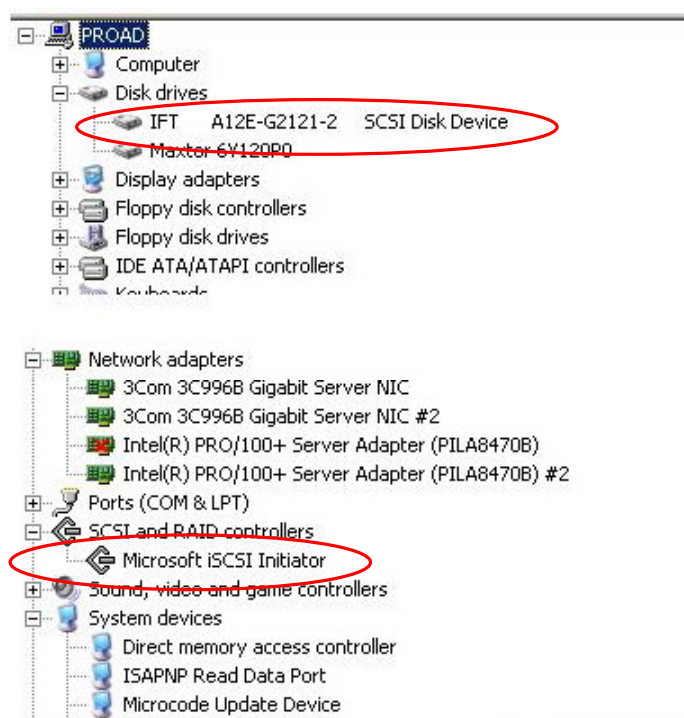 PROAD
Computer
Disk drives
IFT A12E-G2121-2 SCSI Disk Device
Maxtor 6Y120P0
Display adapters
Floppy disk controllers
Floppy disk drives
IDE ATA/ATAPI controllers
Keyboards
Network adapters
3Com 3C996B Gigabit Server NIC
3Com 3C996B Gigabit Server NIC #2
Intel(R) PRO/100+ Server Adapter (PILA8470B)
Intel(R) PRO/100+ Server Adapter (PILA8470B) #2
Ports (COM & LPT)
SCSI and RAID controllers
Microsoft iSCSI Initiator
Sound, video and game controllers
System devices
Direct memory access controller
ISAPNP Read Data Port
Microcode Update Device